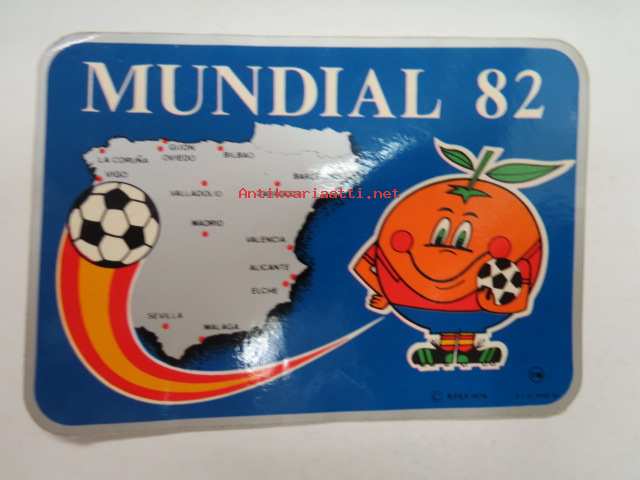 MUNDIAL 82
GIJON
LA CORUÑA OVIEDO BILBAO
VIGO
VALLADOLID
Antikvariaatti.net
MADRID
VALENCIA
ALICANTE
ELCHE
SEVILLA
MALAGA
©